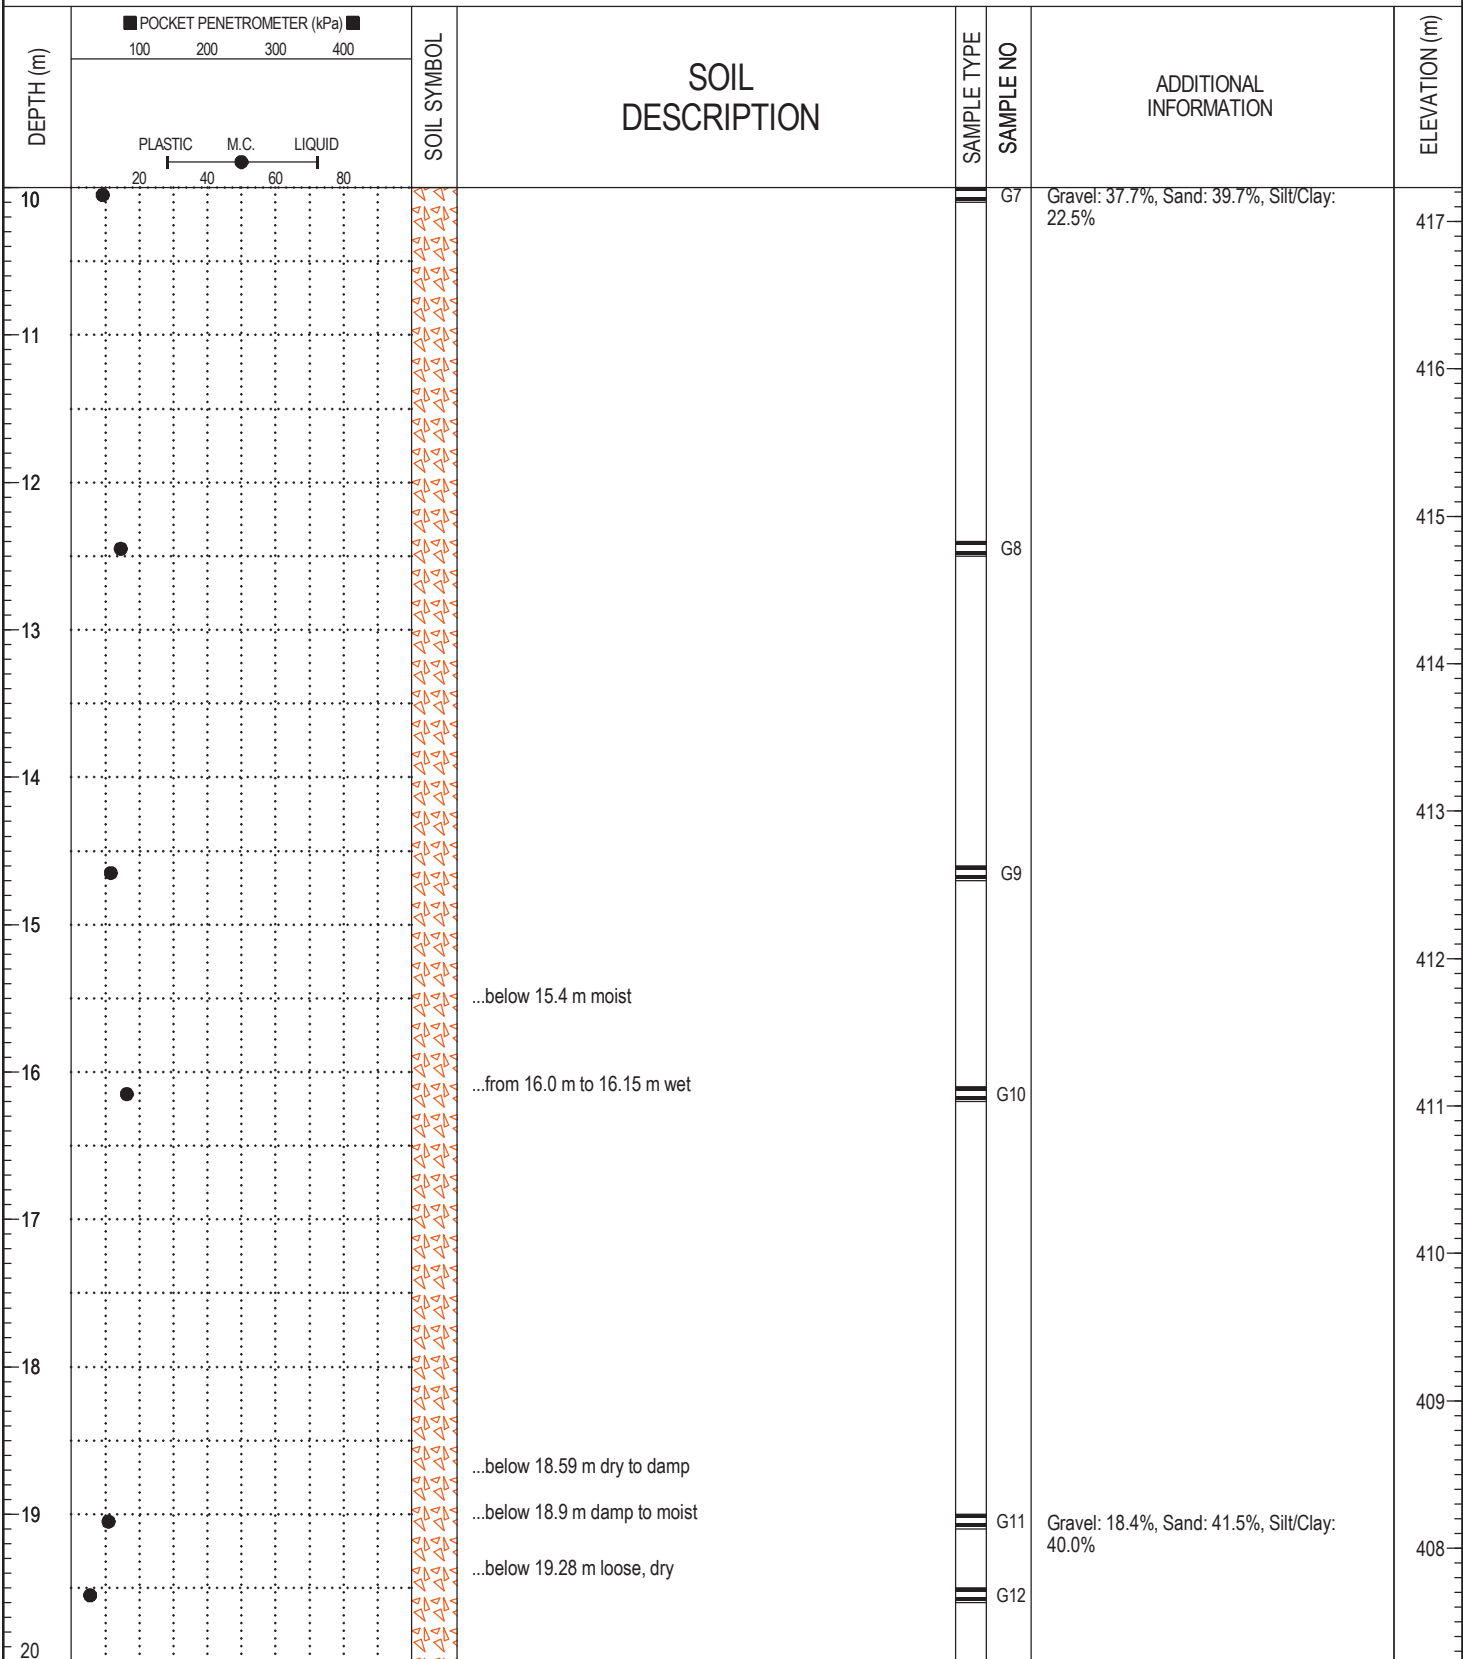 POCKET PENETROMETER (kPa)
100 200 300 400
DEPTH (m)
PLASTIC M.C. LIQUID
20 40 60 80
SOIL SYMBOL
SOIL
DESCRIPTION
SAMPLE TYPE
SAMPLE NO
ADDITIONAL
INFORMATION
ELEVATION (m)
10
G7
Gravel: 37.7%, Sand: 39.7%, Silt/Clay:
22.5%
417
11
416
12
415
G8
13
414
14
413
G9
15
412
...below 15.4 m moist
16
...from 16.0 m to 16.15 m wet
G10
411
17
410
18
409
...below 18.59 m dry to damp
19
...below 18.9 m damp to moist
G11
Gravel: 18.4%, Sand: 41.5%, Silt/Clay:
40.0%
408
...below 19.28 m loose, dry
G12
20